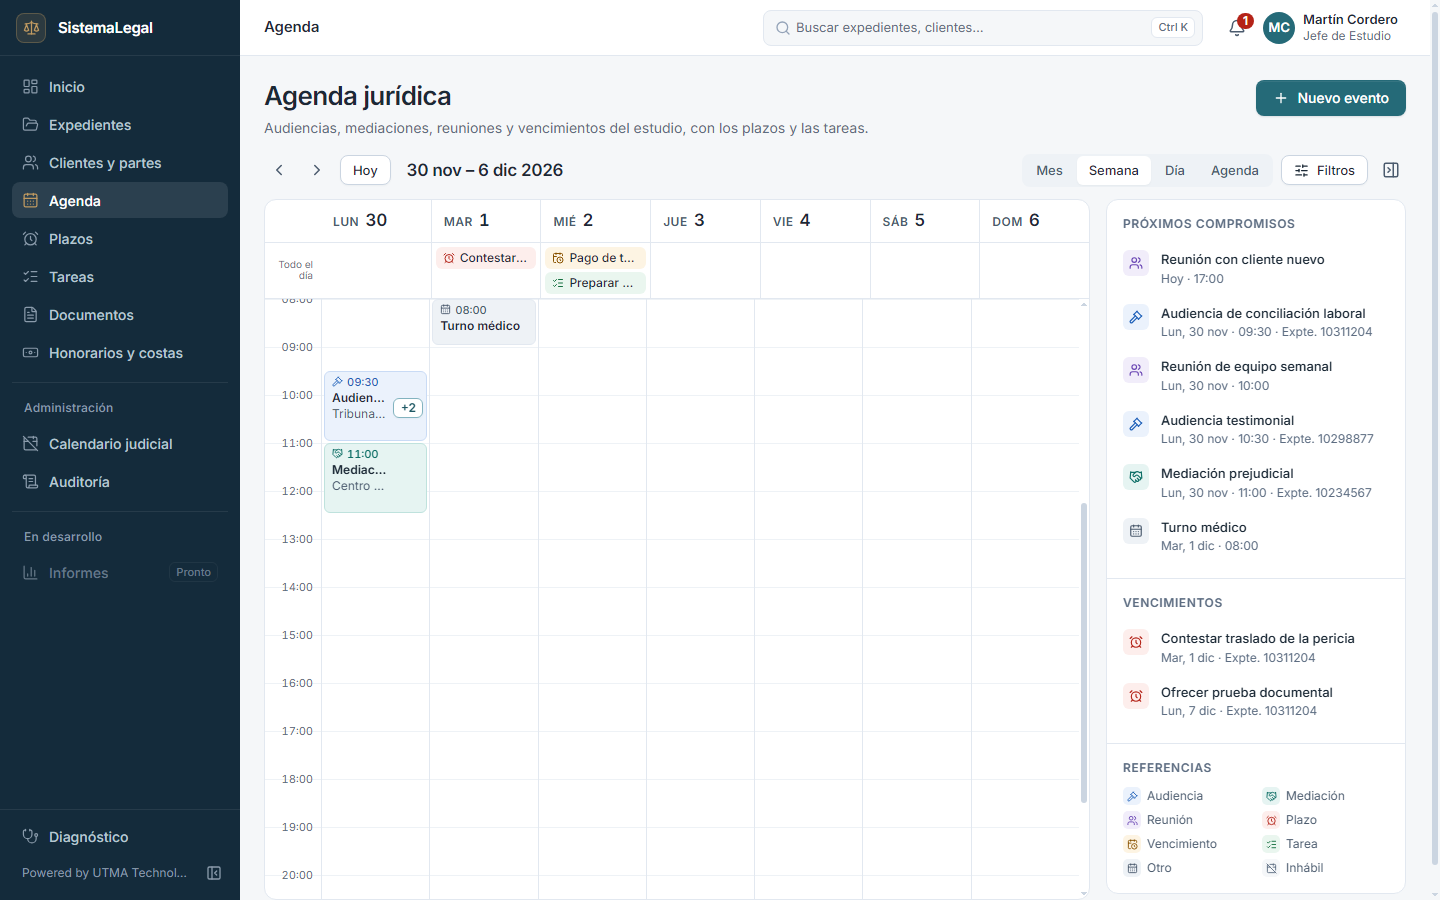 SistemaLegal
Inicio
Expedientes
Clientes y partes
Agenda
Plazos
Tareas
Documentos
Honorarios y costas
Administración
Calendario judicial
Auditoría
En desarrollo
Informes
Pronto
Diagnóstico
Powered by UTMA Technol...
Agenda
Buscar expedientes, clientes...
Ctrl K
1
MC
Martín Cordero
Jefe de Estudio
Agenda jurídica
Audiencias, mediaciones, reuniones y vencimientos del estudio, con los plazos y las tareas.
Nuevo evento
Hoy
30 nov – 6 dic 2026
Mes
Semana
Día
Agenda
Filtros
LUN 30
MAR 1
MIÉ 2
JUE 3
VIE 4
SÁB 5
DOM 6
Todo el
día
Contestar...
Pago de t...
Preparar ...
08:00
09:00
10:00
11:00
12:00
13:00
14:00
15:00
16:00
17:00
18:00
19:00
20:00
08:00
Turno médico
09:30
Audien...
Tribuna...
+2
11:00
Mediac...
Centro ...
PRÓXIMOS COMPROMISOS
Reunión con cliente nuevo
Hoy · 17:00
Audiencia de conciliación laboral
Lun, 30 nov · 09:30 · Expte. 10311204
Reunión de equipo semanal
Lun, 30 nov · 10:00
Audiencia testimonial
Lun, 30 nov · 10:30 · Expte. 10298877
Mediación prejudicial
Lun, 30 nov · 11:00 · Expte. 10234567
Turno médico
Mar, 1 dic · 08:00
VENCIMIENTOS
Contestar traslado de la pericia
Mar, 1 dic · Expte. 10311204
Ofrecer prueba documental
Lun, 7 dic · Expte. 10311204
REFERENCIAS
Audiencia
Mediación
Reunión
Plazo
Vencimiento
Tarea
Otro
Inhábil